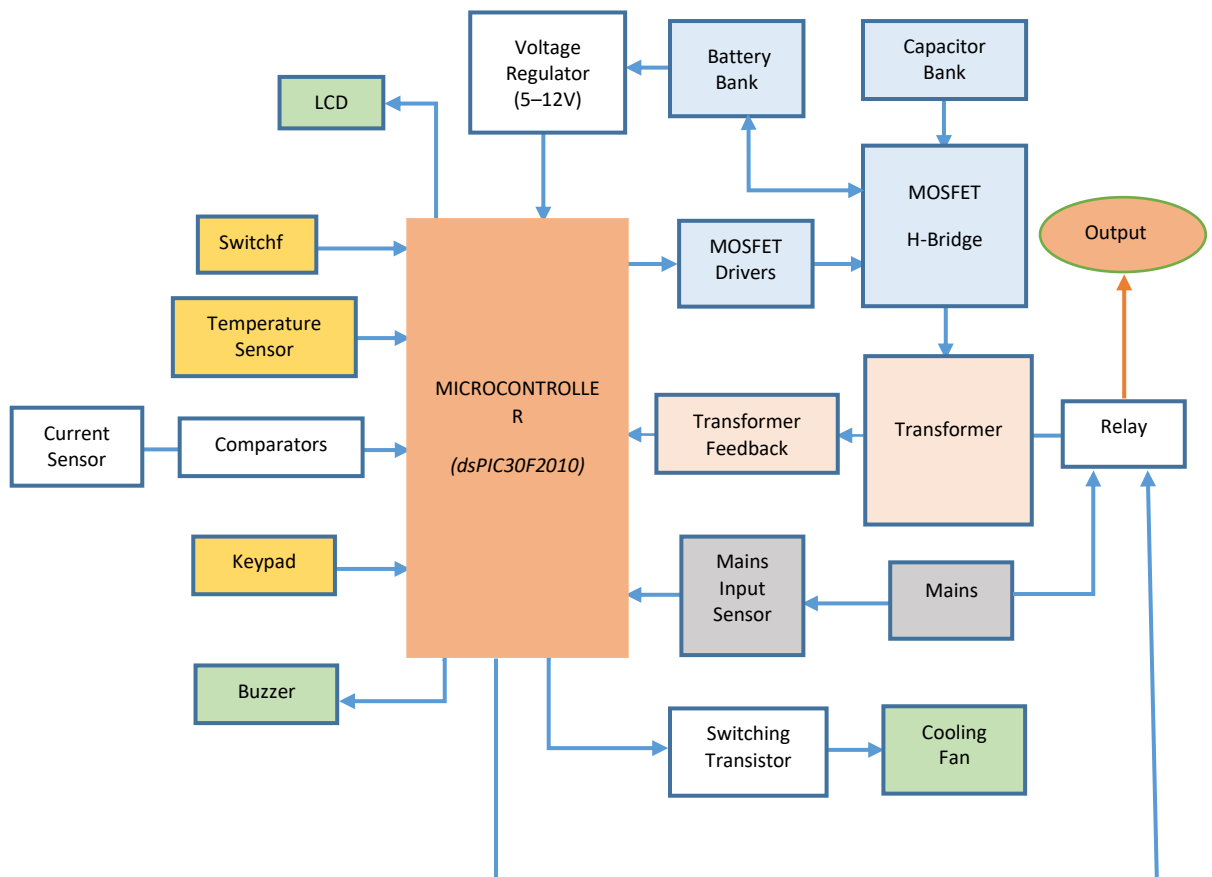 Voltage
Regulator
(5–12V)
Battery
Bank
Capacitor
Bank
LCD
MOSFET
H-Bridge
Switchf
MOSFET
Drivers
Output
Temperature
Sensor
MICROCONTROLLE
R
(dsPIC30F2010)
Current
Sensor
Comparators
Transformer
Feedback
Transformer
Relay
Keypad
Mains
Input
Sensor
Mains
Buzzer
Switching
Transistor
Cooling
Fan